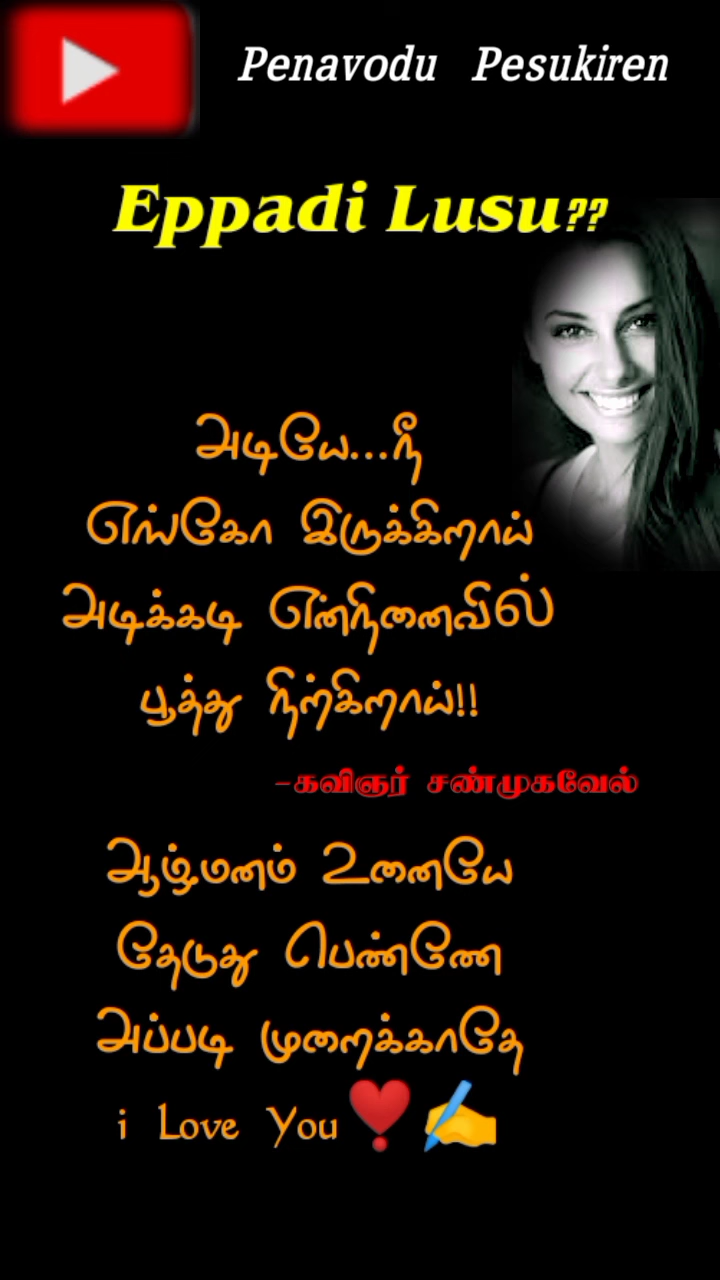 Penavodu Pesukiren
Eppadi Lusu??
அடியே...நீ
எங்கோ இருக்கிறாய்
அடிக்கடி என்நினைவில்
பூத்து நிற்கிறாய்!!
-கவிஞர் சண்முகவேல்
ஆழ்மனம் உனையே
தேடுது பெண்ணே
அப்படி முறைக்காதே
i Love You❣️✍️